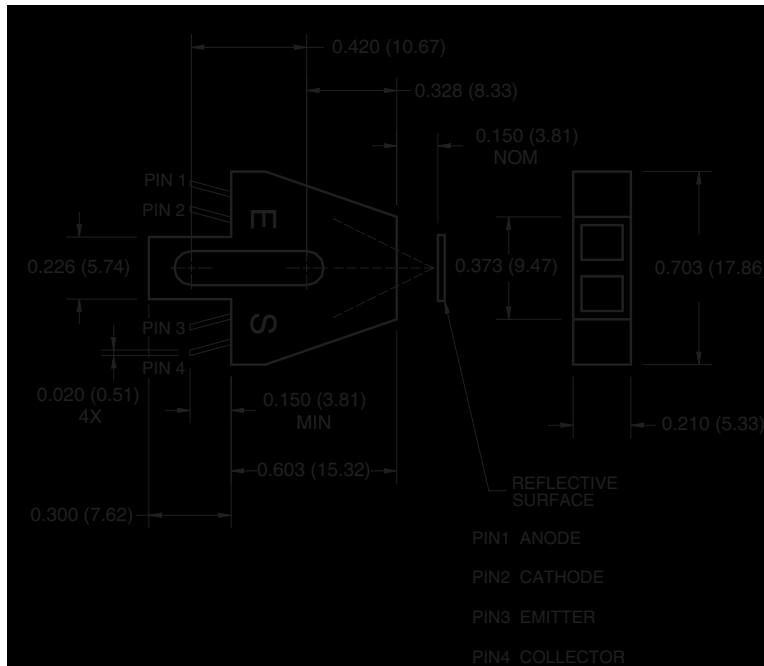 0.420 (10.67)
0.328 (8.33)
0.150 (3.81)
NOM
PIN 1
PIN 2
E
0.226 (5.74)
0.373 (9.47)
0.703 (17.86)
PIN 3
S
PIN 4
0.020 (0.51)
4X
0.150 (3.81)
MIN
0.210 (5.33)
0.603 (15.32)
REFLECTIVE
SURFACE
0.300 (7.62)
PIN1 ANODE
PIN2 CATHODE
PIN3 EMITTER
PIN4 COLLECTOR